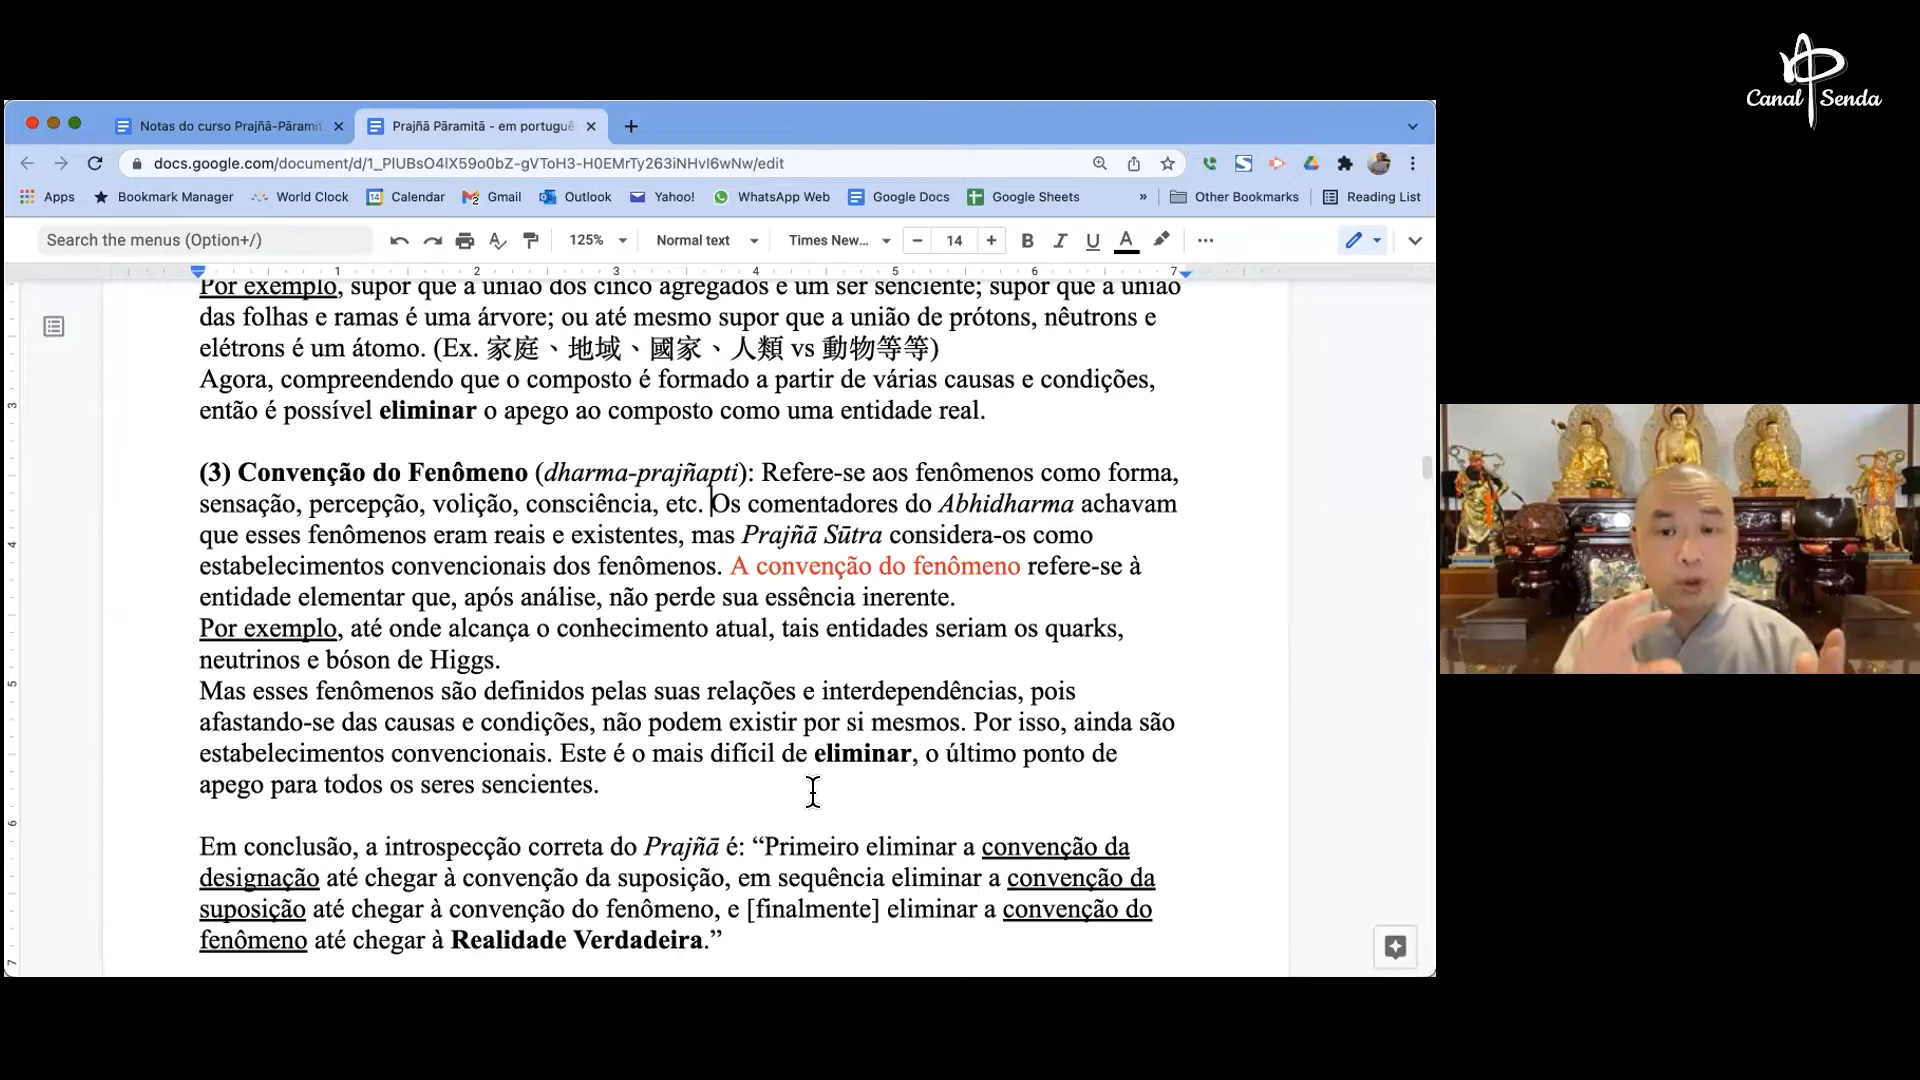 Canal Senda
Notas do curso Prajñā-Pāramit
Prajñā Pāramitā - em portuguê
docs.google.com/document/d/1_PlUBsO4lX59o0bZ-gVToH3-H0EMrTy263iNHvl6wNw/edit
Apps Bookmark Manager World Clock Calendar Gmail Outlook Yahoo! WhatsApp Web Google Docs Google Sheets » Other Bookmarks Reading List
Search the menus (Option+/) 125% Normal text Times New... − 14 + B I U A ...
1 2 3 4 5 6 7
Por exemplo, supor que a união dos cinco agregados é um ser senciente; supor que a união
das folhas e ramas é uma árvore; ou até mesmo supor que a união de prótons, nêutrons e
elétrons é um átomo. (Ex. 家庭、地域、國家、人類 vs 動物等等)
Agora, compreendendo que o composto é formado a partir de várias causas e condições,
então é possível eliminar o apego ao composto como uma entidade real.
(3) Convenção do Fenômeno (dharma-prajñapti): Refere-se aos fenômenos como forma,
sensação, percepção, volição, consciência, etc. Os comentadores do Abhidharma achavam
que esses fenômenos eram reais e existentes, mas Prajñā Sūtra considera-os como
estabelecimentos convencionais dos fenômenos. A convenção do fenômeno refere-se à
entidade elementar que, após análise, não perde sua essência inerente.
Por exemplo, até onde alcança o conhecimento atual, tais entidades seriam os quarks,
neutrinos e bóson de Higgs.
Mas esses fenômenos são definidos pelas suas relações e interdependências, pois
afastando-se das causas e condições, não podem existir por si mesmos. Por isso, ainda são
estabelecimentos convencionais. Este é o mais difícil de eliminar, o último ponto de
apego para todos os seres sencientes.
Em conclusão, a introspecção correta do Prajñā é: “Primeiro eliminar a convenção da
designação até chegar à convenção da suposição, em sequência eliminar a convenção da
suposição até chegar à convenção do fenômeno, e [finalmente] eliminar a convenção do
fenômeno até chegar à Realidade Verdadeira.”
3
4
5
6
7